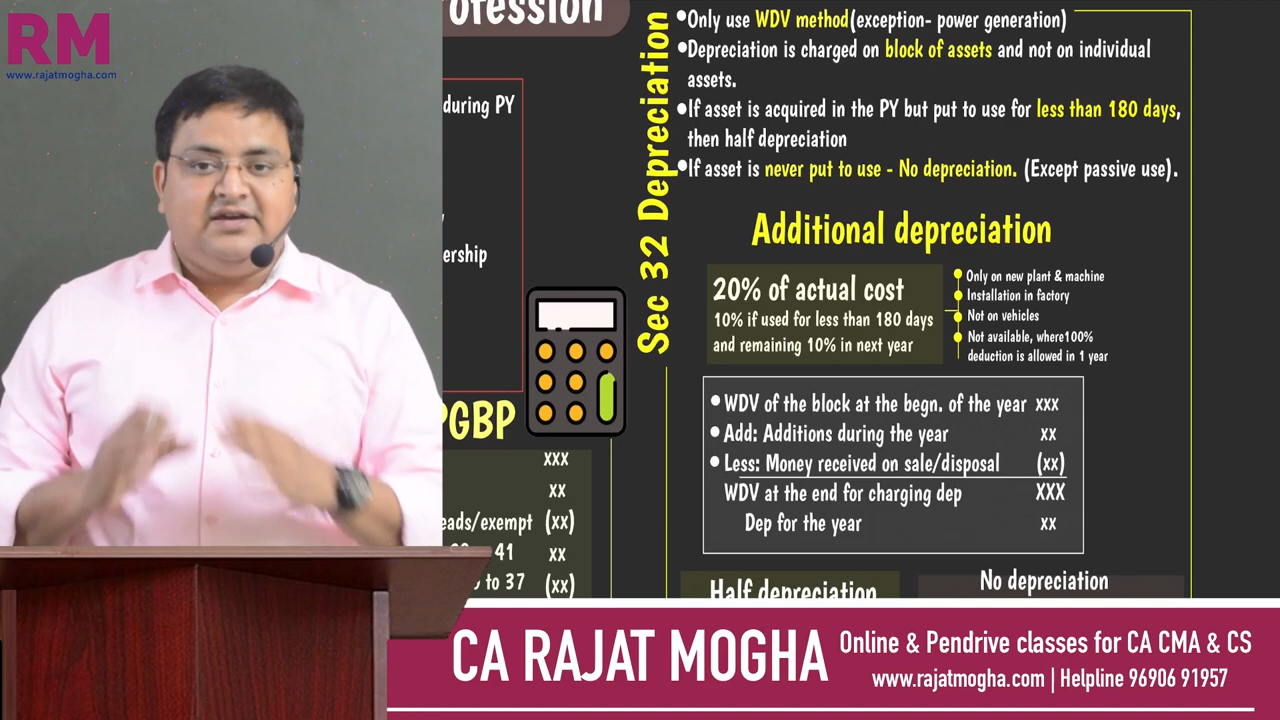 RM
www.rajatmogha.com
ofession
during PY
ership
PGBP
XXX
xx
eads/exempt (xx)
41 xx
to 37 (xx)
Sec 32 Depreciation
•Only use WDV method(exception- power generation)
•Depreciation is charged on block of assets and not on individual
assets.
•If asset is acquired in the PY but put to use for less than 180 days,
then half depreciation
•If asset is never put to use - No depreciation. (Except passive use).
Additional depreciation
20% of actual cost
10% if used for less than 180 days
and remaining 10% in next year
Only on new plant & machine
Installation in factory
Not on vehicles
Not available, where100%
deduction is allowed in 1 year
• WDV of the block at the begn. of the year xxx
• Add: Additions during the year xx
• Less: Money received on sale/disposal (xx)
WDV at the end for charging dep XXX
Dep for the year xx
Half depreciation
No depreciation
CA RAJAT MOGHA
Online & Pendrive classes for CA CMA & CS
www.rajatmogha.com | Helpline 96906 91957